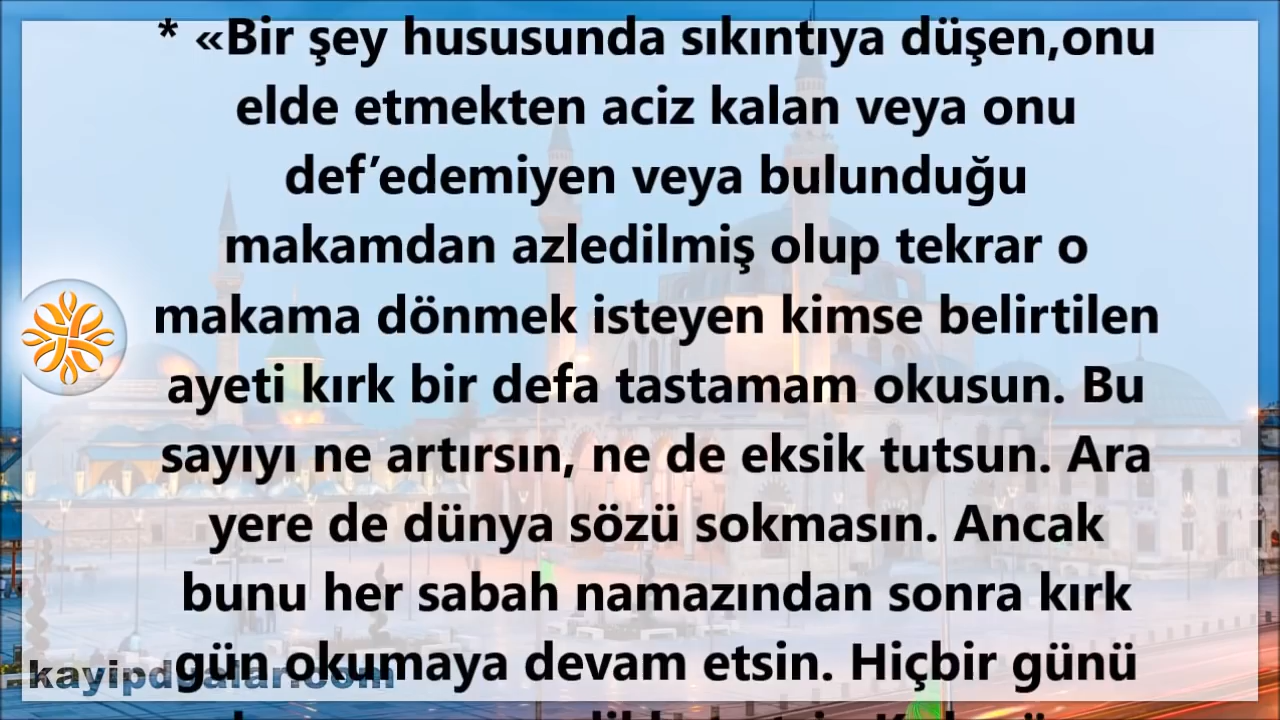 * «Bir şey hususunda sıkıntıya düşen,onu
elde etmekten aciz kalan veya onu
def’edemiyen veya bulunduğu
makamdan azledilmiş olup tekrar o
makama dönmek isteyen kimse belirtilen
ayeti kırk bir defa tastamam okusun. Bu
sayıyı ne artırsın, ne de eksik tutsun. Ara
yere de dünya sözü sokmasın. Ancak
bunu her sabah namazından sonra kırk
gün okumaya devam etsin. Hiçbir günü
kayipdualar.com